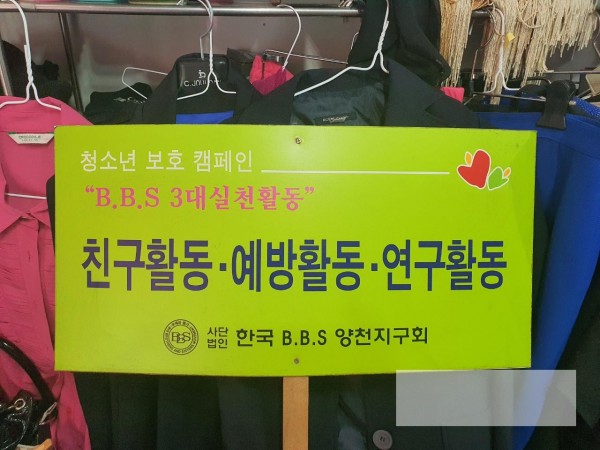 청소년 보호 캠페인
"B.B.S 3대실천활동"
친구활동·예방활동·연구활동
BBS
사단
법인
한국 B.B.S 양천지구회